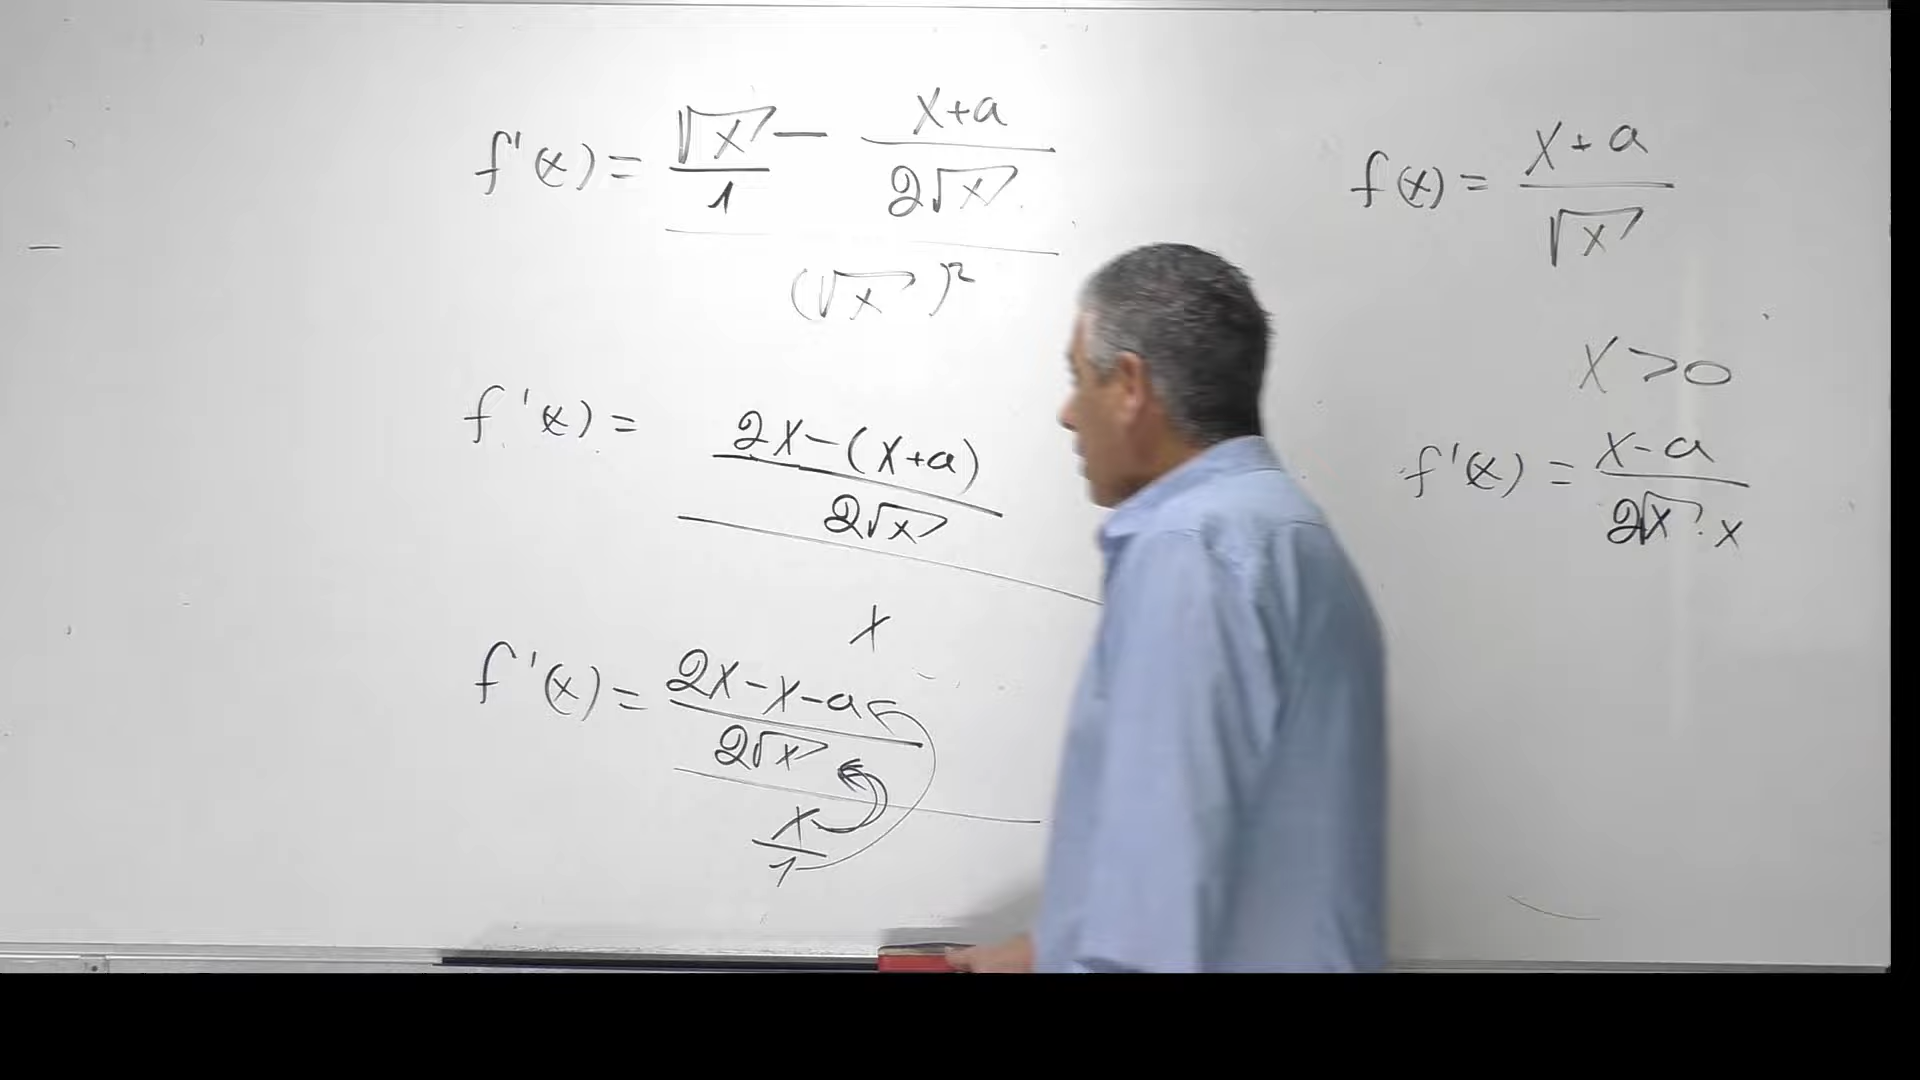 f'(x) = (√x/1 − (x+a)/(2√x)) / (√x)²
f'(x) = ((2x−(x+a))/(2√x)) / x
f'(x) = ((2x−x−a)/(2√x)) / (x/1)
f(x) = (x+a)/√x
x>0
f'(x) = (x−a)/(2√x·x)